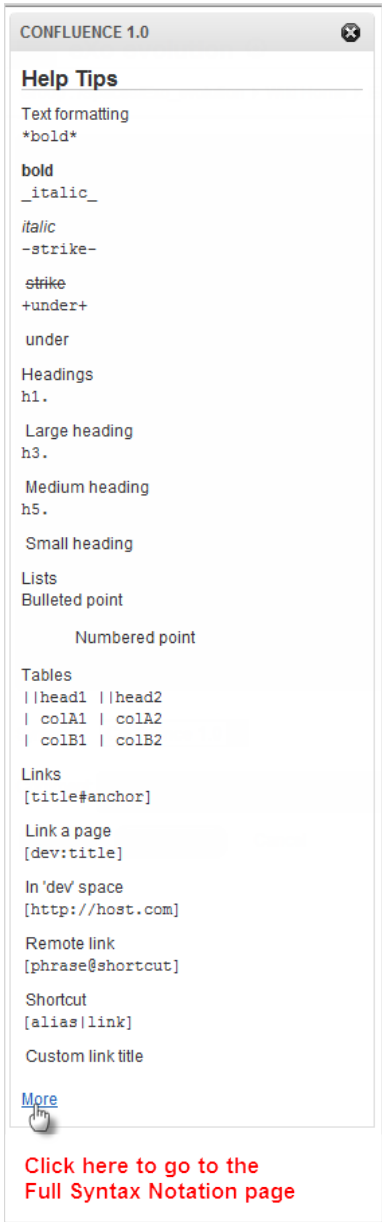 CONFLUENCE 1.0
Help Tips
Text formatting
*bold*
bold
_italic_
italic
-strike-
strike
+under+
under
Headings
h1.
Large heading
h3.
Medium heading
h5.
Small heading
Lists
Bulleted point
Numbered point
Tables
||head1 ||head2
| colA1 | colA2
| colB1 | colB2
Links
[title#anchor]
Link a page
[dev:title]
In 'dev' space
[http://host.com]
Remote link
[phrase@shortcut]
Shortcut
[alias|link]
Custom link title
More
Click here to go to the
Full Syntax Notation page